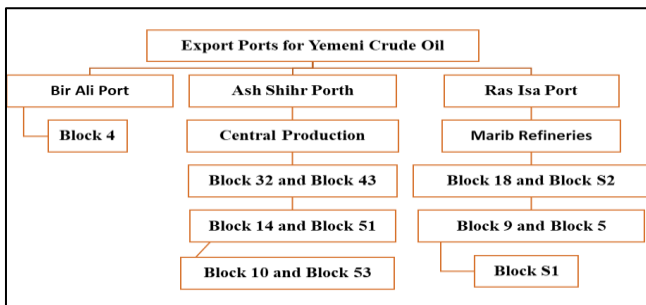 Export Ports for Yemeni Crude Oil
Bir Ali Port
Ash Shihr Porth
Ras Isa Port
Block 4
Central Production
Marib Refineries
Block 32 and Block 43
Block 18 and Block S2
Block 14 and Block 51
Block 9 and Block 5
Block 10 and Block 53
Block S1